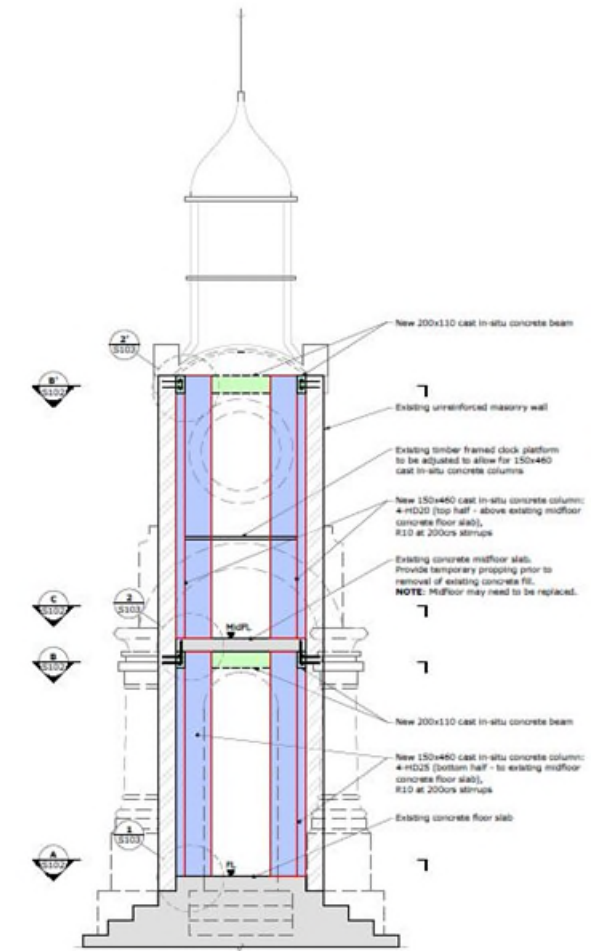 New 200x110 cast in-situ concrete beam
2'
S103
B'
S102
Existing unreinforced masonry wall
Existing timber framed clock platform
to be adjusted to allow for 150x460
cast in-situ concrete columns
New 150x460 cast in-situ concrete column:
4-HD20 (top half - above existing midfloor
concrete floor slab),
R10 at 200crs stirrups
Existing concrete midfloor slab.
Provide temporary propping prior to
removal of existing concrete fill.
NOTE: Midfloor may need to be replaced.
C
S102
2
S103
MidFL
B
S102
New 200x110 cast in-situ concrete beam
New 150x460 cast in-situ concrete column:
4-HD25 (bottom half - to existing midfloor
concrete floor slab),
R10 at 200crs stirrups
Existing concrete floor slab
1
S103
A
S102
FL